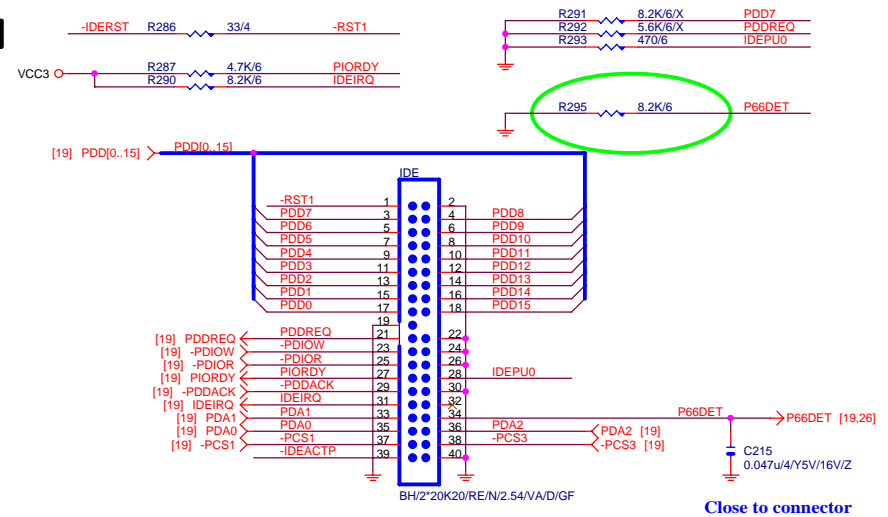 -IDERST R286 33/4 -RST1
R291 8.2K/6/X PDD7
R292 5.6K/6/X PDDREQ
R293 470/6 IDEPU0
VCC3 R287 4.7K/6 PIORDY
R290 8.2K/6 IDEIRQ
R295 8.2K/6 P66DET
[19] PDD[0..15] PDD[0..15]
IDE
-RST1 1 2
PDD7 3 4 PDD8
PDD6 5 6 PDD9
PDD5 7 8 PDD10
PDD4 9 10 PDD11
PDD3 11 12 PDD12
PDD2 13 14 PDD13
PDD1 15 16 PDD14
PDD0 17 18 PDD15
19
[19] PDDREQ PDDREQ 21 22
[19] -PDIOW -PDIOW 23 24
[19] -PDIOR -PDIOR 25 26
[19] PIORDY PIORDY 27 28 IDEPU0
[19] -PDDACK -PDDACK 29 30
[19] IDEIRQ IDEIRQ 31 32
[19] PDA1 PDA1 33 34 P66DET P66DET [19,26]
[19] PDA0 PDA0 35 36 PDA2 PDA2 [19]
[19] -PCS1 -PCS1 37 38 -PCS3 -PCS3 [19]
-IDEACTP 39 40
C215
0.047u/4/Y5V/16V/Z
BH/2*20K20/RE/N/2.54/VA/D/GF
Close to connector